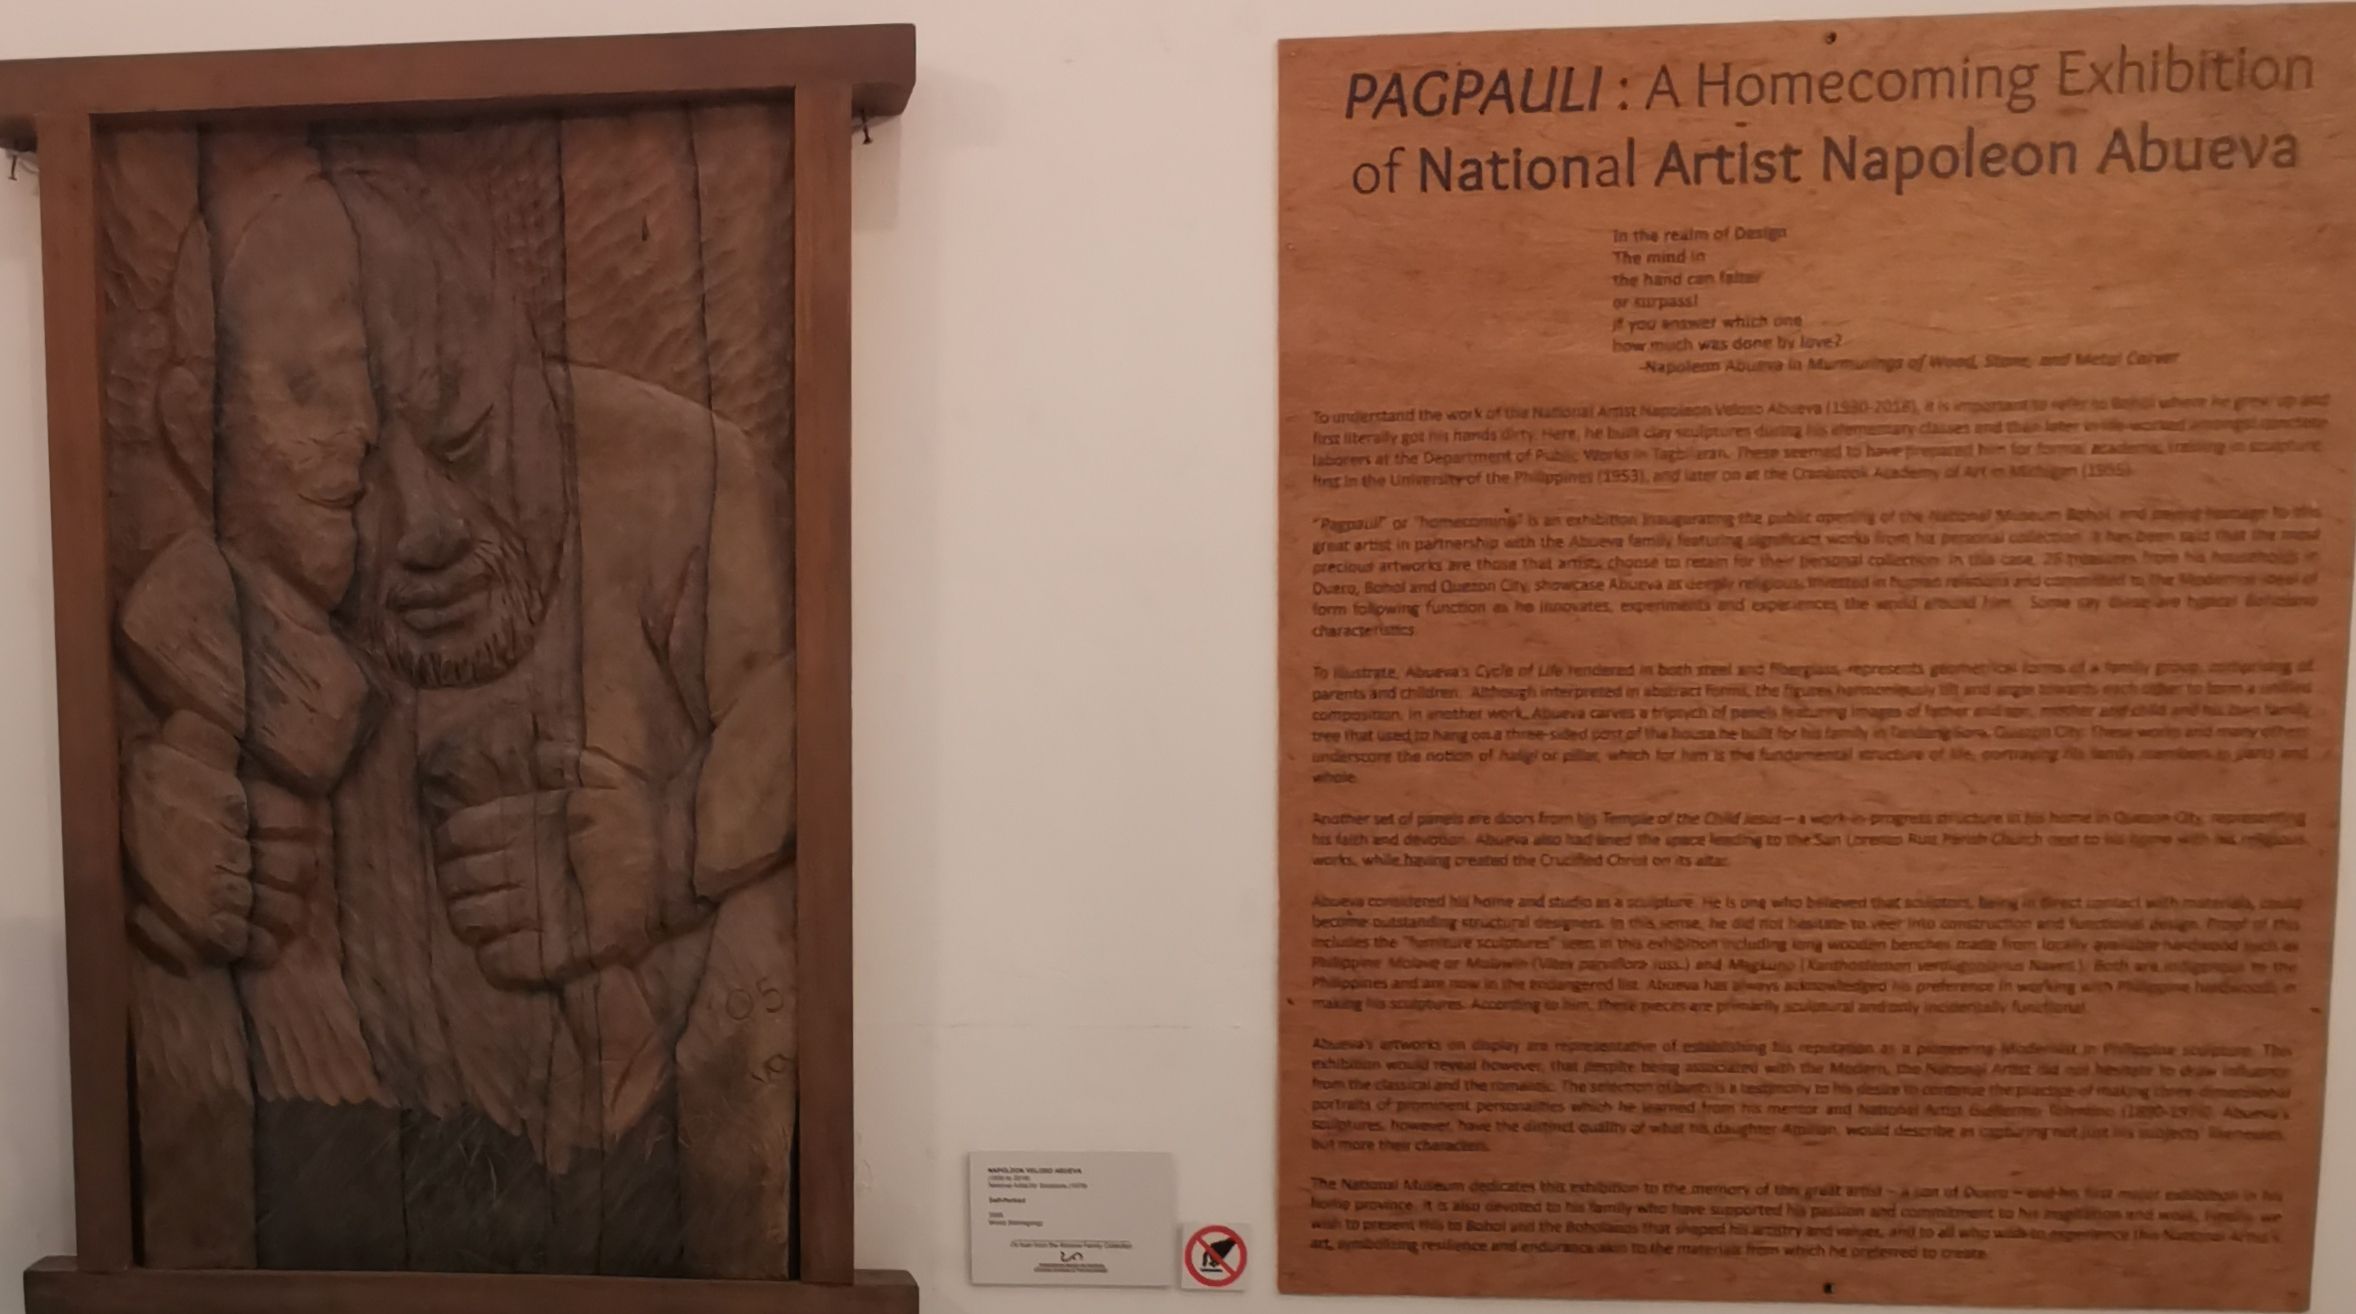 PAGPAULI : A Homecoming Exhibition
of National Artist Napoleon Abueva
In the realm of Design
The mind in
the hand can falter
or surpass!
if you answer which one
how much was done by love?
-Napoleon Abueva in Murmurings of Wood, Stone, and Metal Carver
To understand the work of the National Artist Napoleon Veloso Abueva (1930-2018), it is important to refer to Bohol where he grew up and
first literally got his hands dirty. Here, he built clay sculptures during his elementary classes and then later in life worked amongst concrete
laborers at the Department of Public Works in Tagbilaran. These seemed to have prepared him for formal academic training in sculpture,
first in the University of the Philippines (1953), and later on at the Cranbrook Academy of Art in Michigan (1955).
"Pagpauli" or "homecoming" is an exhibition inaugurating the public opening of the National Museum Bohol, and paying homage to this
great artist in partnership with the Abueva family featuring significant works from his personal collection. It has been said that the most
precious artworks are those that artists choose to retain for their personal collection. In this case, 26 treasures from his households in
Duero, Bohol and Quezon City, showcase Abueva as deeply religious, invested in human relations and committed to the Modernist ideal of
form following function as he innovates, experiments and experiences the world around him. Some say these are typical Boholano
characteristics.
To illustrate, Abueva's Cycle of Life rendered in both steel and fiberglass, represents geometrical forms of a family group, comprising of
parents and children. Although interpreted in abstract forms, the figures harmoniously tilt and angle towards each other to form a unified
composition. In another work, Abueva carves a triptych of panels featuring images of father and son, mother and child and his own family
tree that used to hang on a three-sided post of the house he built for his family in Tandang Sora, Quezon City. These works and many others
underscore the notion of haligi or pillar, which for him is the fundamental structure of life, portraying his family members in parts and
whole.
Another set of panels are doors from his Temple of the Child Jesus—a work-in-progress structure in his home in Quezon City, representing
his faith and devotion. Abueva also had lined the space leading to the San Lorenzo Ruiz Parish Church next to his home with his religious
works, while having created the Crucified Christ on its altar.
Abueva considered his home and studio as a sculpture. He is one who believed that sculptors, being in direct contact with materials, could
become outstanding structural designers. In this sense, he did not hesitate to veer into construction and functional design. Proof of this
includes the "furniture sculptures" seen in this exhibition including long wooden benches made from locally available hardwood such as
Philippine Molave or Molawin (Vitex parviflora Juss.) and Magkuno (Xanthostemon verdugonianus Naves). Both are indigenous to the
Philippines and are now in the endangered list. Abueva has always acknowledged his preference in working with Philippine hardwoods in
making his sculptures. According to him, these pieces are primarily sculptural and only incidentally functional.
Abueva's artworks on display are representative of establishing his reputation as a pioneering Modernist in Philippine sculpture. This
exhibition would reveal however, that despite being associated with the Modern, the National Artist did not hesitate to draw influence
from the classical and the romantic. The selection of busts is a testimony to his desire to continue the practice of making three-dimensional
portraits of prominent personalities which he learned from his mentor and National Artist Guillermo Tolentino (1890-1976). Abueva's
sculptures, however, have the distinct quality of what his daughter Amihan, would describe as capturing not just his subjects' likenesses,
but more their characters.
The National Museum dedicates this exhibition to the memory of this great artist – a son of Duero – and his first major exhibition in his
home province. It is also devoted to his family who have supported his passion and commitment to his inspiration and work. Finally, we
wish to present this to Bohol and the Boholanos that shaped his artistry and values, and to all who wish to experience this National Artist's
art, symbolizing resilience and endurance akin to the materials from which he preferred to create.
'05
NAPOLEON VELOSO ABUEVA
(1930 to 2018)
National Artist for Sculpture (1976)
Self-Portrait
2005
On loan from the Abueva Family Collection